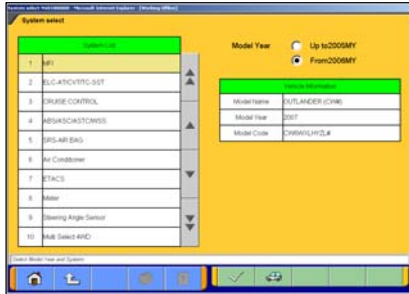 System select
System List
1 MFI
2 ELC-AT/CVT/TC-SST
3 CRUISE CONTROL
4 ABS/ASC/ASTC/WSS
5 SRS-AIR BAG
6 Air Conditioner
7 ETACS
8 Meter
9 Steering Angle Sensor
10 Multi Select 4WD
Model Year
Up to2005MY
From2006MY
Vehicle Information
Model Name OUTLANDER (CW#)
Model Year 2007
Model Code
Select Model Year and System